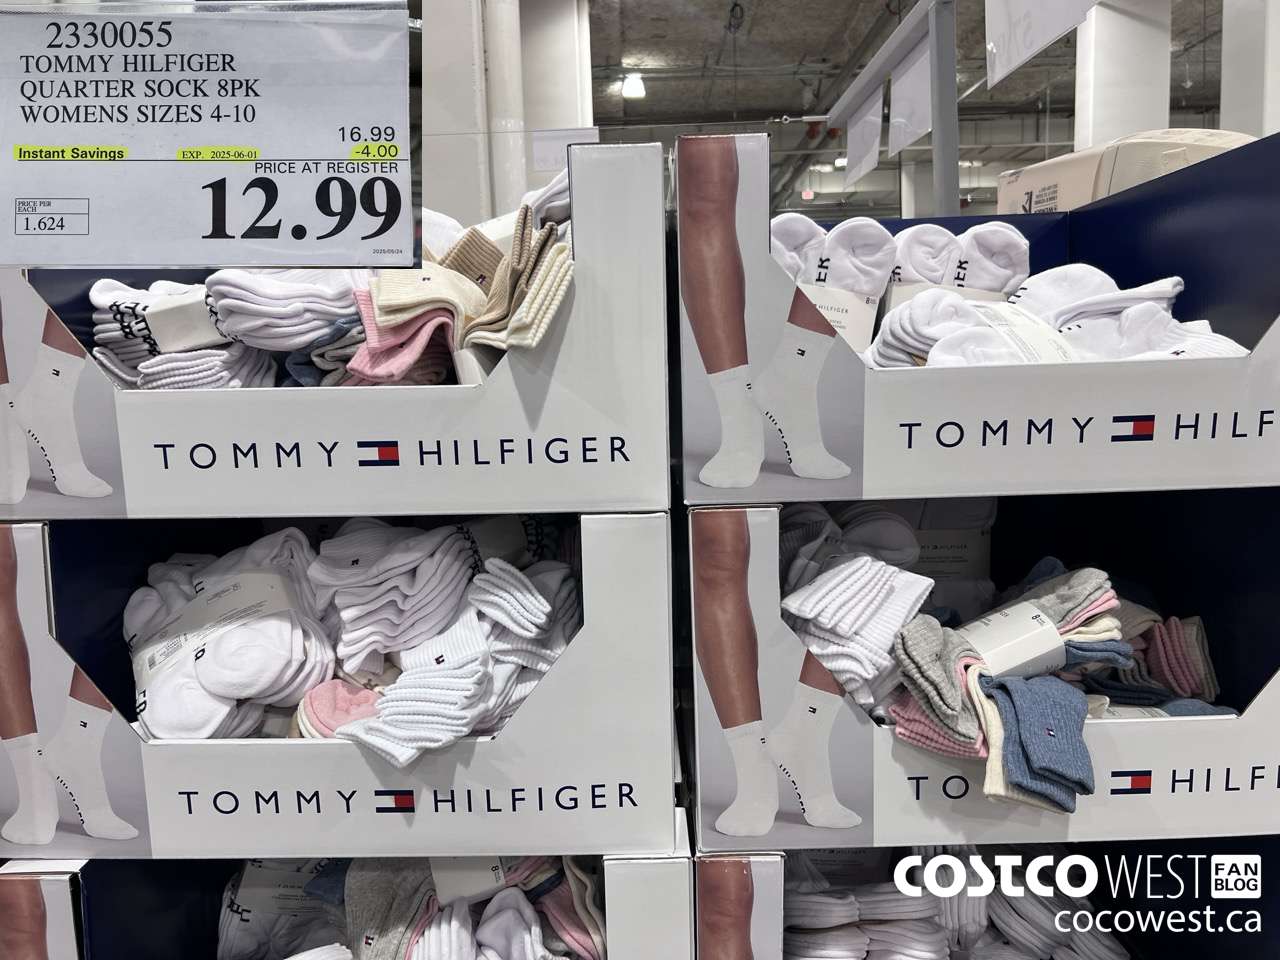 2330055
TOMMY HILFIGER
QUARTER SOCK 8PK
WOMENS SIZES 4-10
16.99
Instant Savings EXP. 2025-06-01 -4.00
PRICE AT REGISTER
PRICE PER
EACH
1.624
12.99
2025/05/24
TOMMY HILFIGER
TOMMY HILF
TOMMY HILFIGER
TO HILF
COSTCO WEST FAN BLOG
cocowest.ca